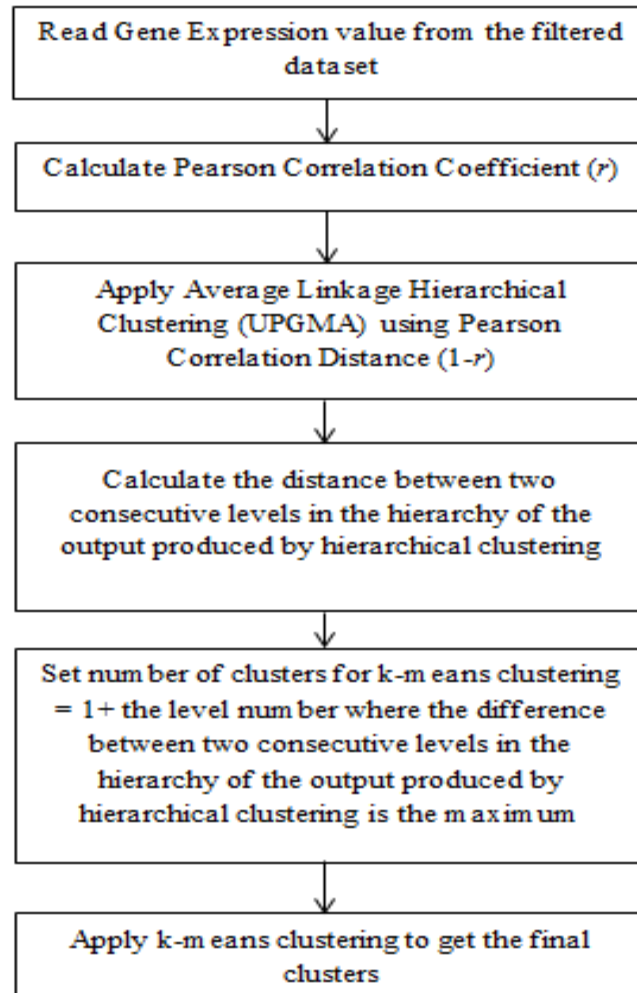 Read Gene Expression value from the filtered
dataset
Calculate Pearson Correlation Coefficient (r)
Apply Average Linkage Hierarchical
Clustering (UPGMA) using Pearson
Correlation Distance (1-r)
Calculate the distance between two
consecutive levels in the hierarchy of the
output produced by hierarchical clustering
Set number of clusters for k-means clustering
= 1+ the level number where the difference
between two consecutive levels in the
hierarchy of the output produced by
hierarchical clustering is the maximum
Apply k-means clustering to get the final
clusters